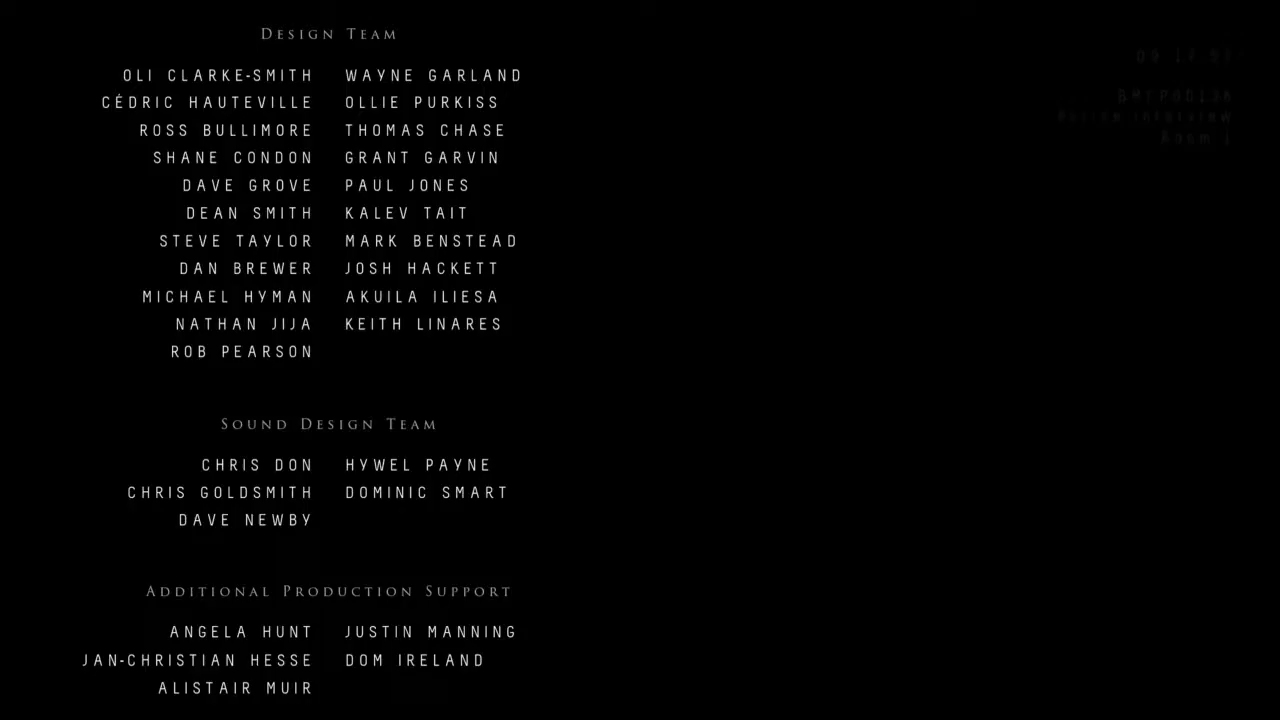 Design Team
OLI CLARKE-SMITH WAYNE GARLAND
CÉDRIC HAUTEVILLE OLLIE PURKISS
ROSS BULLIMORE THOMAS CHASE
SHANE CONDON GRANT GARVIN
DAVE GROVE PAUL JONES
DEAN SMITH KALEV TAIT
STEVE TAYLOR MARK BENSTEAD
DAN BREWER JOSH HACKETT
MICHAEL HYMAN AKUILA ILIESA
NATHAN JIJA KEITH LINARES
ROB PEARSON
Sound Design Team
CHRIS DON HYWEL PAYNE
CHRIS GOLDSMITH DOMINIC SMART
DAVE NEWBY
Additional Production Support
ANGELA HUNT JUSTIN MANNING
JAN-CHRISTIAN HESSE DOM IRELAND
ALISTAIR MUIR
Interview
Room 1